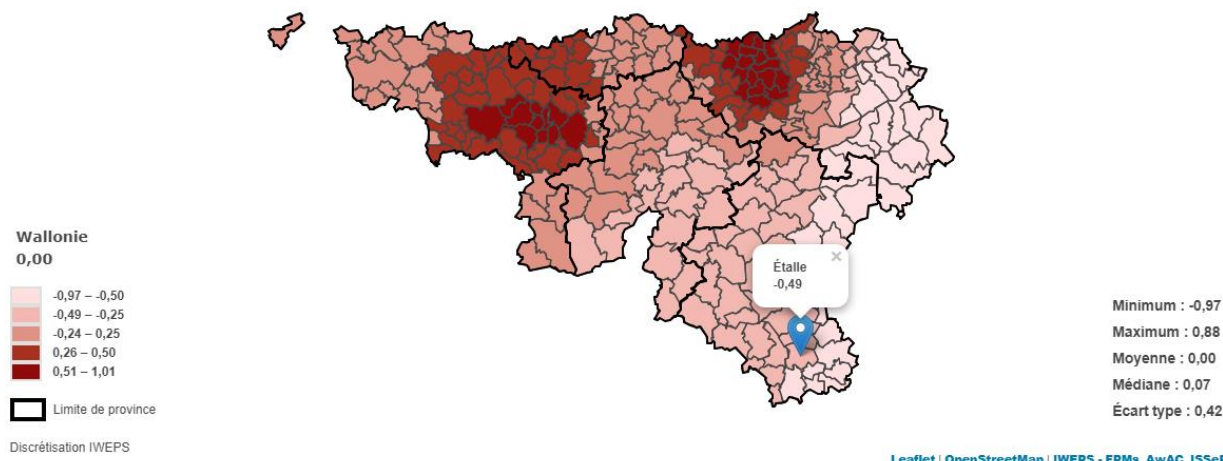 Étalle
-0,49
×
Wallonie
0,00
-0,97 – -0,50
-0,49 – -0,25
-0,24 – 0,25
0,26 – 0,50
0,51 – 1,01
Limite de province
Discrétisation IWEPS
Minimum : -0,97
Maximum : 0,88
Moyenne : 0,00
Médiane : 0,07
Écart type : 0,42
Leaflet | OpenStreetMap | IWEPS - FPMs, AwAC, ISSeP